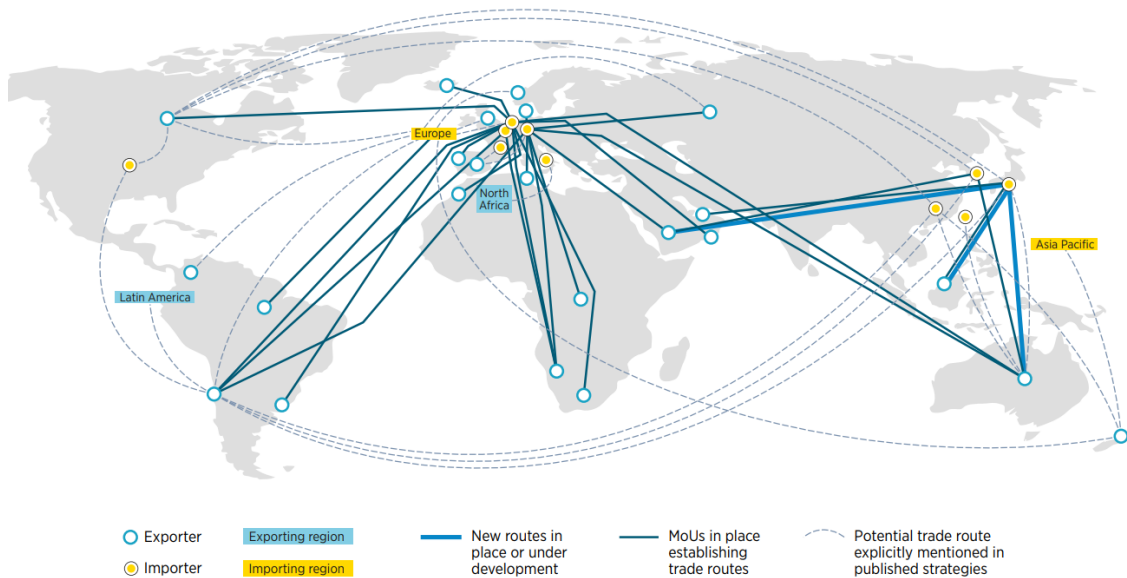 Europe
North
Africa
Asia Pacific
Latin America
Exporter
Exporting region
New routes in
place or under
development
MoUs in place
establishing
trade routes
Potential trade route
explicitly mentioned in
published strategies
Importer
Importing region